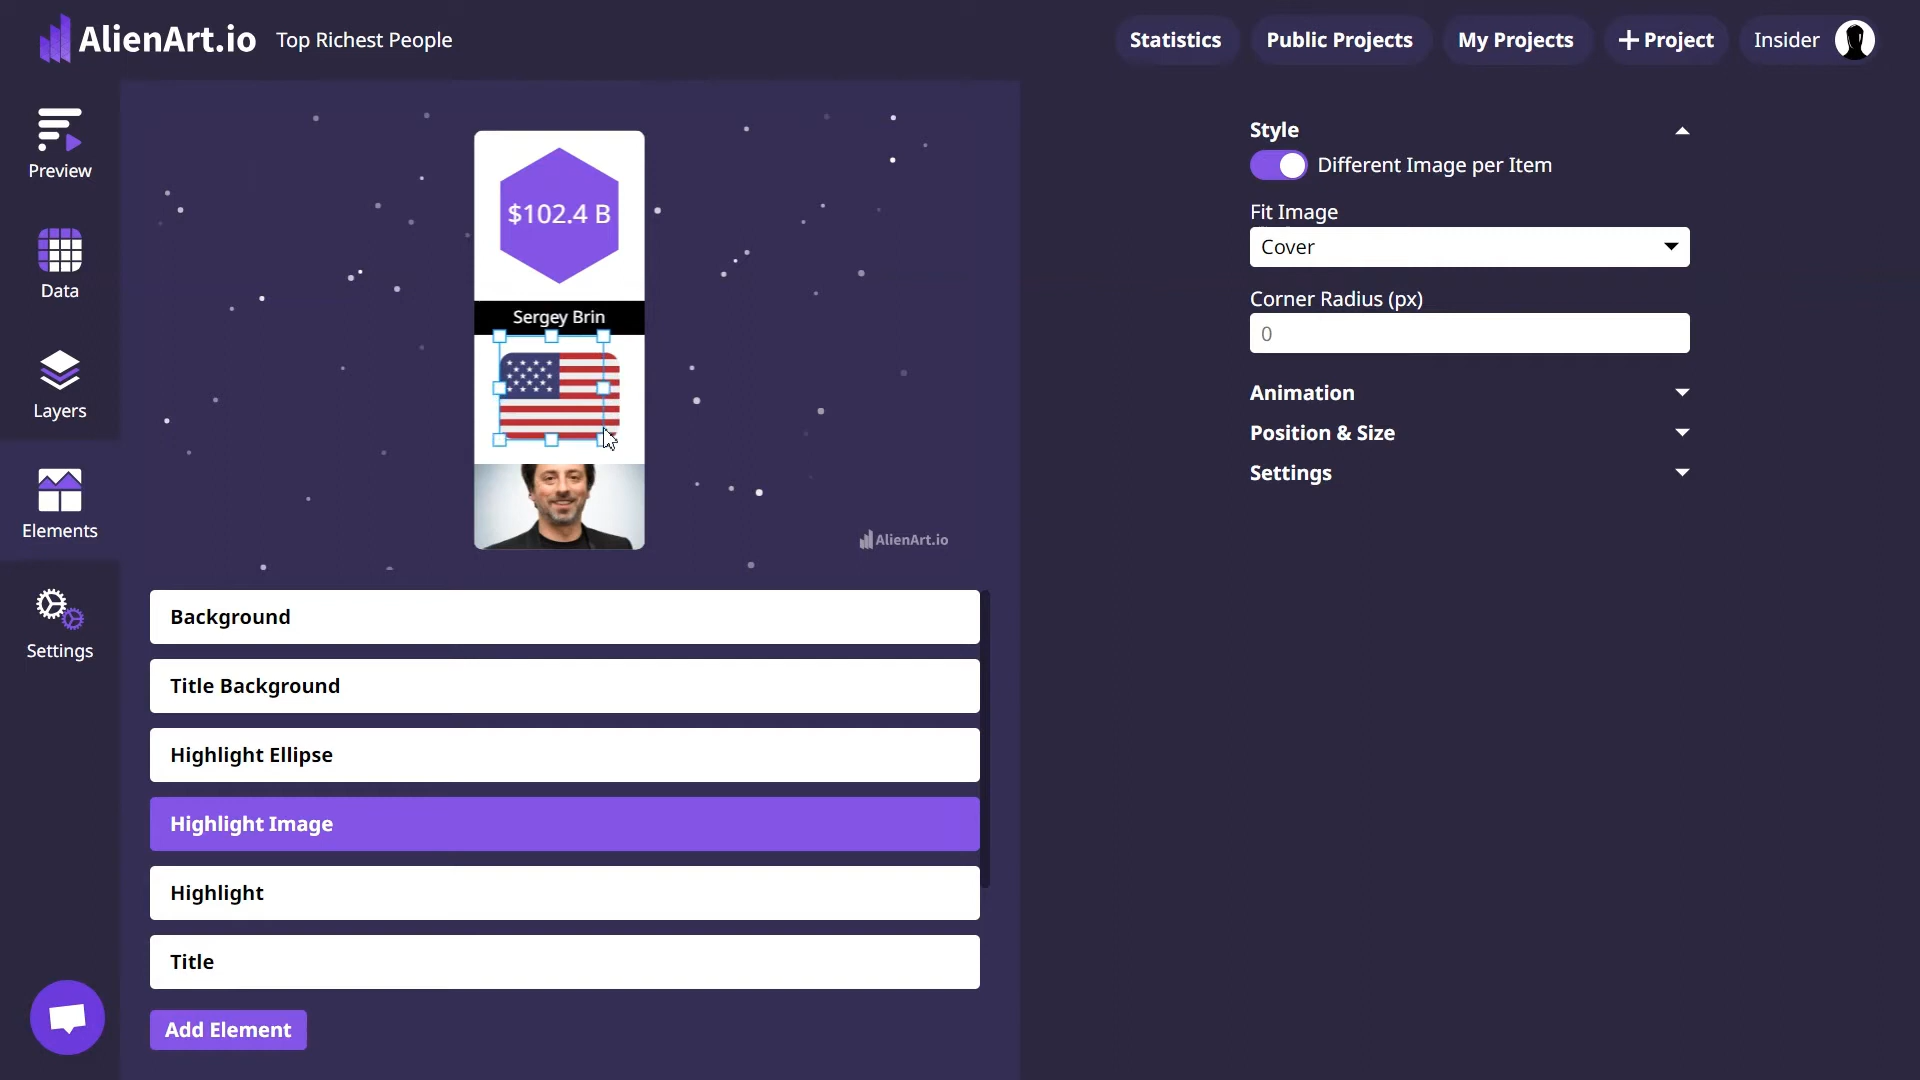 AlienArt.io
Top Richest People
Statistics
Public Projects
My Projects
+ Project
Insider
Preview
Data
Layers
Elements
Settings
$102.4 B
Sergey Brin
AlienArt.io
Background
Title Background
Highlight Ellipse
Highlight Image
Highlight
Title
Add Element
Style
Different Image per Item
Fit Image
Cover
Corner Radius (px)
0
Animation
Position & Size
Settings